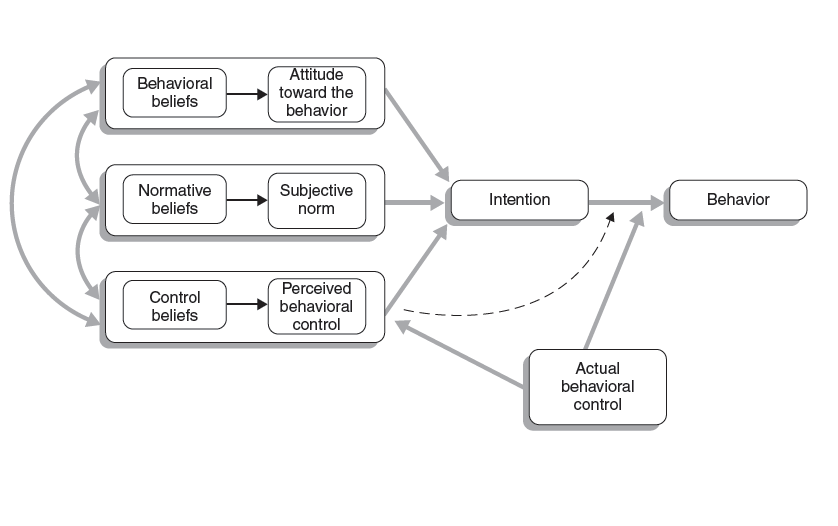 Behavioral
beliefs
Attitude
toward the
behavior
Normative
beliefs
Subjective
norm
Intention
Behavior
Control
beliefs
Perceived
behavioral
control
Actual
behavioral
control